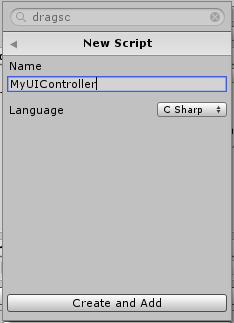 dragsc
New Script
Name
MyUIController
Language C Sharp
Create and Add